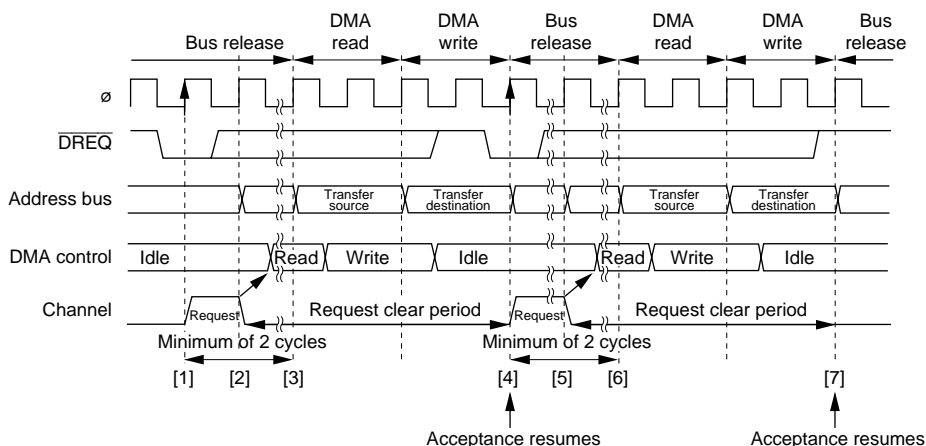 Bus release
DMA read
DMA write
Bus release
DMA read
DMA write
Bus release
ø
DREQ
Address bus
Transfer source
Transfer destination
Transfer source
Transfer destination
DMA control
Idle
Read
Write
Idle
Read
Write
Idle
Channel
Request
Request clear period
Request
Request clear period
Minimum of 2 cycles
Minimum of 2 cycles
[1]
[2]
[3]
[4]
[5]
[6]
[7]
Acceptance resumes
Acceptance resumes